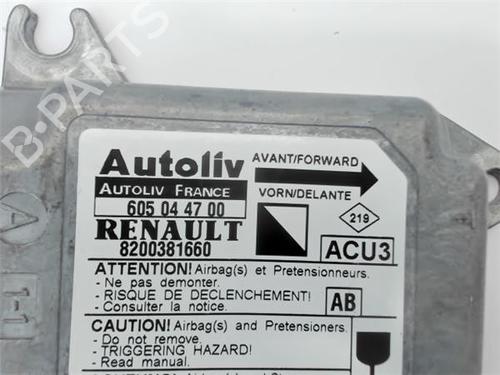 B-PARTS
Autoliv
AVANT/FORWARD
AUTOLIV FRANCE
VORN/DELANTE
605 04 47 00
219
RENAULT
8200381660
ACU3
ATTENTION! Airbag(s) et Pretensionneurs.
- Ne pas demonter.
- RISQUE DE DECLENCHEMENT!
- Consulter la notice.
AB
CAUTION! Airbag(s) and Pretensioners.
- Do not remove.
- TRIGGERING HAZARD!
- Read manual.
A
1-1